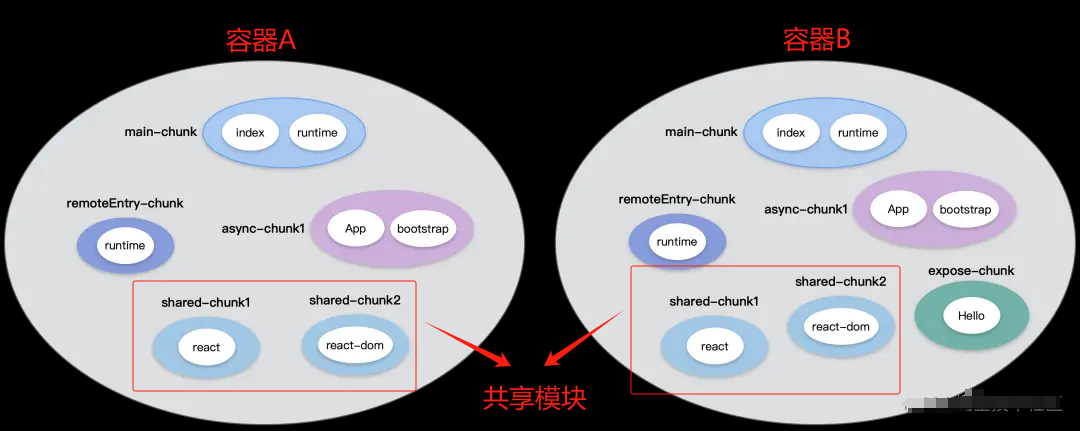 容器A
main-chunk
index
runtime
remoteEntry-chunk
runtime
async-chunk1
App
bootstrap
shared-chunk1
react
shared-chunk2
react-dom
容器B
main-chunk
index
runtime
remoteEntry-chunk
runtime
async-chunk1
App
bootstrap
shared-chunk1
react
shared-chunk2
react-dom
expose-chunk
Hello
共享模块